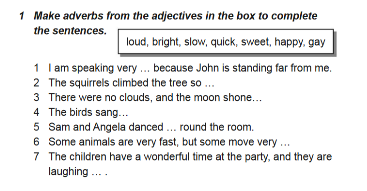 1 Make adverbs from the adjectives in the box to complete
the sentences.
loud, bright, slow, quick, sweet, happy, gay
1 I am speaking very ... because John is standing far from me.
2 The squirrels climbed the tree so ...
3 There were no clouds, and the moon shone...
4 The birds sang...
5 Sam and Angela danced ... round the room.
6 Some animals are very fast, but some move very ...
7 The children have a wonderful time at the party, and they are
laughing ... .